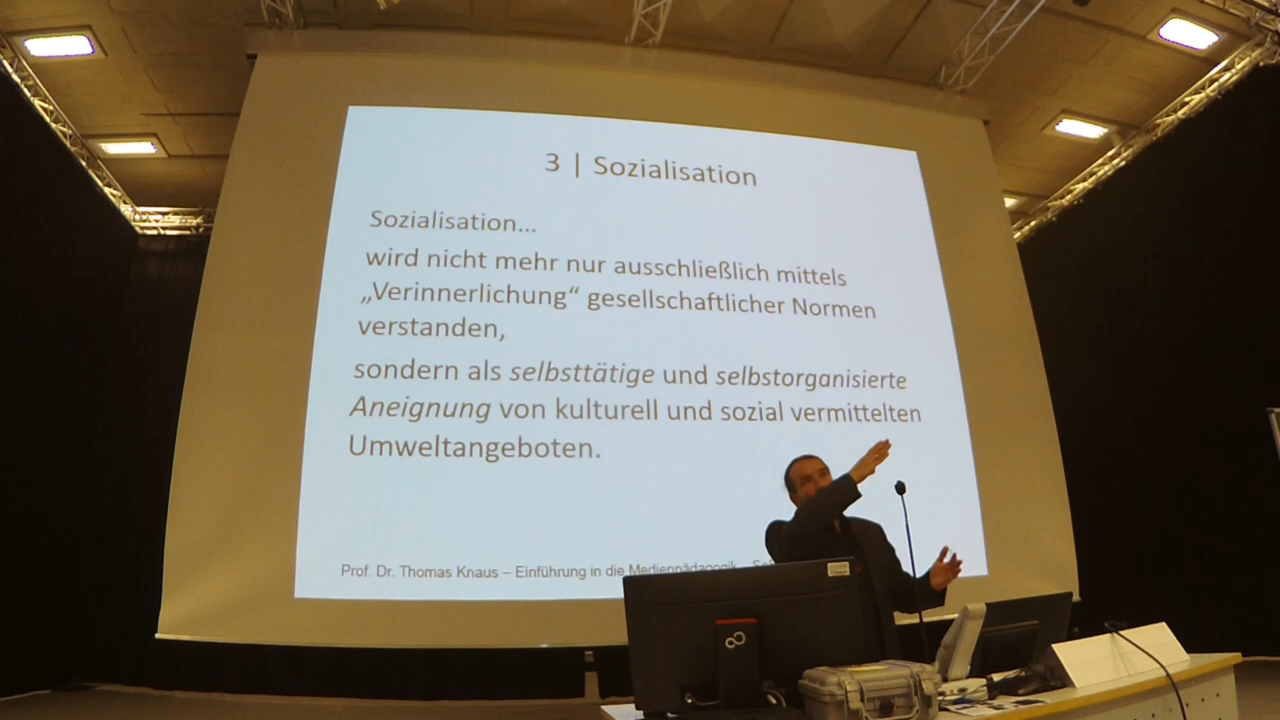 3 | Sozialisation
Sozialisation...
wird nicht mehr nur ausschließlich mittels
„Verinnerlichung“ gesellschaftlicher Normen
verstanden,
sondern als selbsttätige und selbstorganisierte
Aneignung von kulturell und sozial vermittelten
Umweltangeboten.
Prof. Dr. Thomas Knaus – Einführung in die Medienpädagogik –